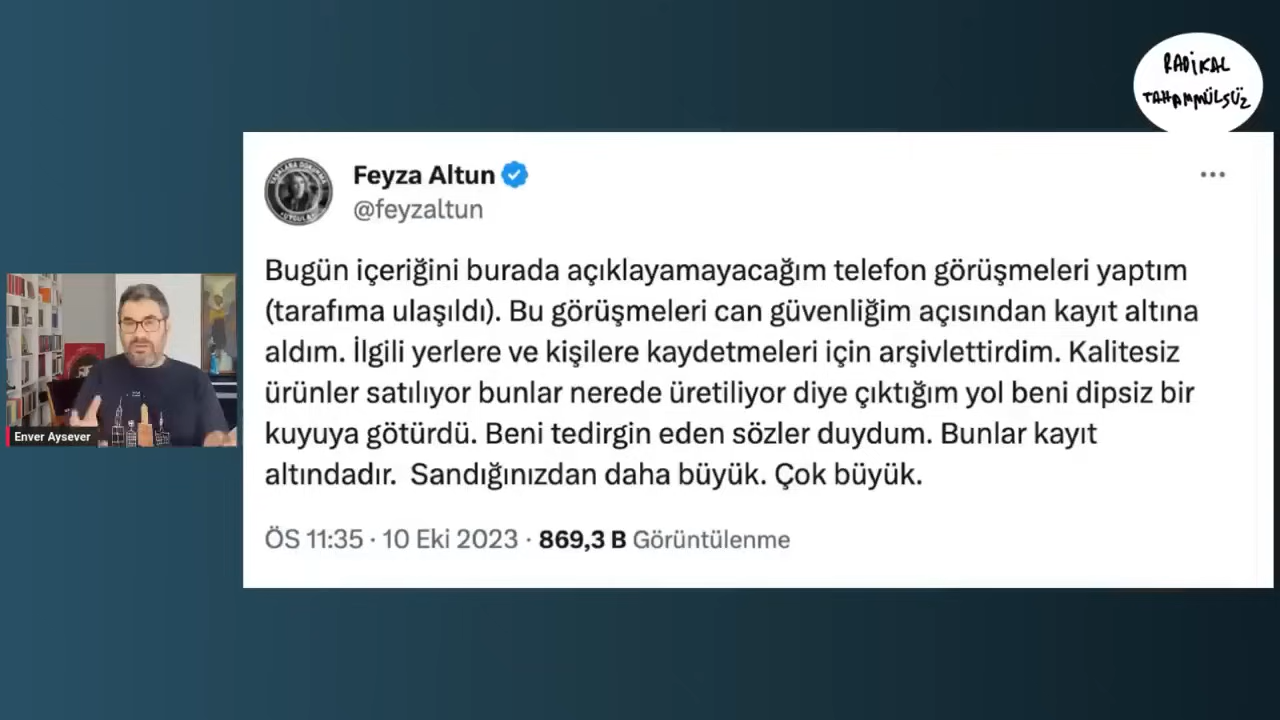 RADİKAL
TAHAMMÜLSÜZ
Feyza Altun
@feyzaltun
Bugün içeriğini burada açıklayamayacağım telefon görüşmeleri yaptım
(tarafıma ulaşıldı). Bu görüşmeleri can güvenliğim açısından kayıt altına
aldım. İlgili yerlere ve kişilere kaydetmeleri için arşivlettirdim. Kalitesiz
ürünler satılıyor bunlar nerede üretiliyor diye çıktığım yol beni dipsiz bir
kuyuya götürdü. Beni tedirgin eden sözler duydum. Bunlar kayıt
altındadır.  Sandığınızdan daha büyük. Çok büyük.
ÖS 11:35 · 10 Eki 2023 · 869,3 B Görüntülenme
Enver Aysever